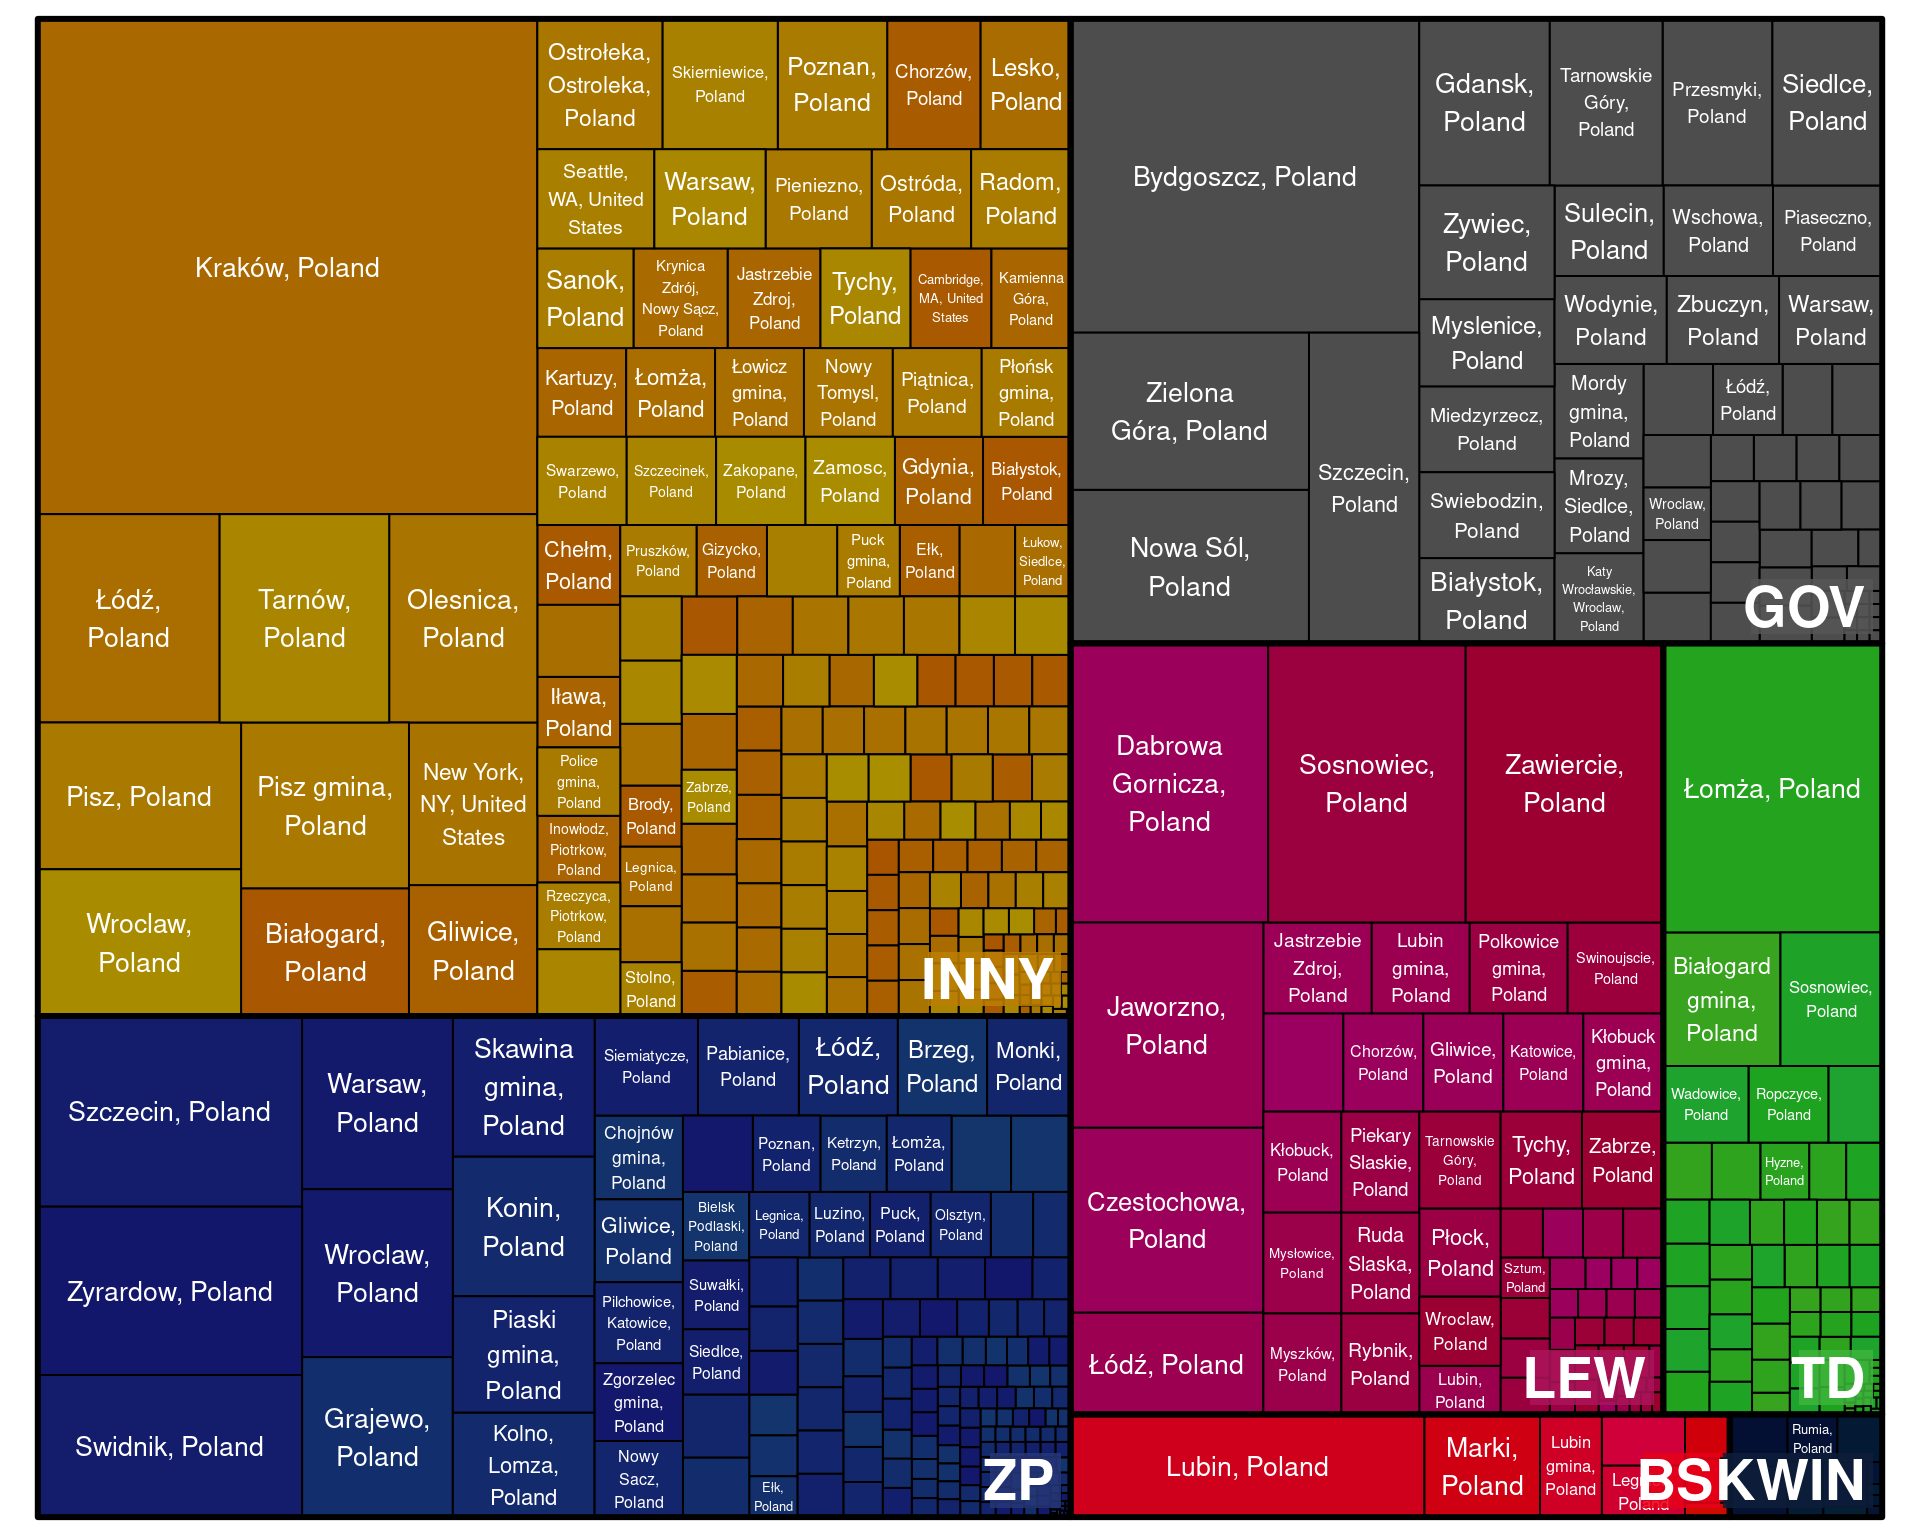 Kraków, Poland
Łódź,
Poland
Tarnów,
Poland
Olesnica,
Poland
Pisz, Poland
Pisz gmina,
Poland
New York,
NY, United
States
Wroclaw,
Poland
Białogard,
Poland
Gliwice,
Poland
Ostrołeka,
Ostroleka,
Poland
Skierniewice,
Poland
Poznan,
Poland
Chorzów,
Poland
Lesko,
Poland
Seattle,
WA, United
States
Warsaw,
Poland
Pieniezno,
Poland
Ostróda,
Poland
Radom,
Poland
Sanok,
Poland
Krynica
Zdrój,
Nowy Sącz,
Poland
Jastrzebie
Zdroj,
Poland
Tychy,
Poland
Cambridge,
MA, United
States
Kamienna
Góra,
Poland
Kartuzy,
Poland
Łomża,
Poland
Łowicz
gmina,
Poland
Nowy
Tomysl,
Poland
Piątnica,
Poland
Płońsk
gmina,
Poland
Swarzewo,
Poland
Szczecinek,
Poland
Zakopane,
Poland
Zamosc,
Poland
Gdynia,
Poland
Białystok,
Poland
Chełm,
Poland
Pruszków,
Poland
Gizycko,
Poland
Puck
gmina,
Poland
Ełk,
Poland
Łukow,
Siedlce,
Poland
Iława,
Poland
Police
gmina,
Poland
Inowłodz,
Piotrkow,
Poland
Rzeczyca,
Piotrkow,
Poland
Brody,
Poland
Legnica,
Poland
Stolno,
Poland
Zabrze,
Poland
INNY
Bydgoszcz, Poland
Zielona
Góra, Poland
Nowa Sól,
Poland
Szczecin,
Poland
Gdansk,
Poland
Tarnowskie
Góry,
Poland
Przesmyki,
Poland
Siedlce,
Poland
Zywiec,
Poland
Sulecin,
Poland
Wschowa,
Poland
Piaseczno,
Poland
Myslenice,
Poland
Wodynie,
Poland
Zbuczyn,
Poland
Warsaw,
Poland
Miedzyrzecz,
Poland
Mordy
gmina,
Poland
Łódź,
Poland
Swiebodzin,
Poland
Mrozy,
Siedlce,
Poland
Wroclaw,
Poland
Białystok,
Poland
Katy
Wrocławskie,
Wroclaw,
Poland
GOV
Szczecin, Poland
Zyrardow, Poland
Swidnik, Poland
Warsaw,
Poland
Wroclaw,
Poland
Grajewo,
Poland
Skawina
gmina,
Poland
Konin,
Poland
Piaski
gmina,
Poland
Kolno,
Lomza,
Poland
Siemiatycze,
Poland
Pabianice,
Poland
Łódź,
Poland
Brzeg,
Poland
Monki,
Poland
Chojnów
gmina,
Poland
Poznan,
Poland
Ketrzyn,
Poland
Łomża,
Poland
Gliwice,
Poland
Bielsk
Podlaski,
Poland
Legnica,
Poland
Luzino,
Poland
Puck,
Poland
Olsztyn,
Poland
Pilchowice,
Katowice,
Poland
Suwałki,
Poland
Siedlce,
Poland
Zgorzelec
gmina,
Poland
Nowy
Sacz,
Poland
Ełk,
Poland
ZP
Dabrowa
Gornicza,
Poland
Sosnowiec,
Poland
Zawiercie,
Poland
Jaworzno,
Poland
Czestochowa,
Poland
Łódź, Poland
Jastrzebie
Zdroj,
Poland
Lubin
gmina,
Poland
Polkowice
gmina,
Poland
Swinoujscie,
Poland
Chorzów,
Poland
Gliwice,
Poland
Katowice,
Poland
Kłobuck
gmina,
Poland
Kłobuck,
Poland
Piekary
Slaskie,
Poland
Tarnowskie
Góry,
Poland
Tychy,
Poland
Zabrze,
Poland
Mysłowice,
Poland
Ruda
Slaska,
Poland
Płock,
Poland
Sztum,
Poland
Myszków,
Poland
Rybnik,
Poland
Wroclaw,
Poland
Lubin,
Poland
LEW
Łomża, Poland
Białogard
gmina,
Poland
Sosnowiec,
Poland
Wadowice,
Poland
Ropczyce,
Poland
Hyzne,
Poland
TD
Lubin, Poland
Marki,
Poland
Lubin
gmina,
Poland
Rumia,
Poland
BSKWIN